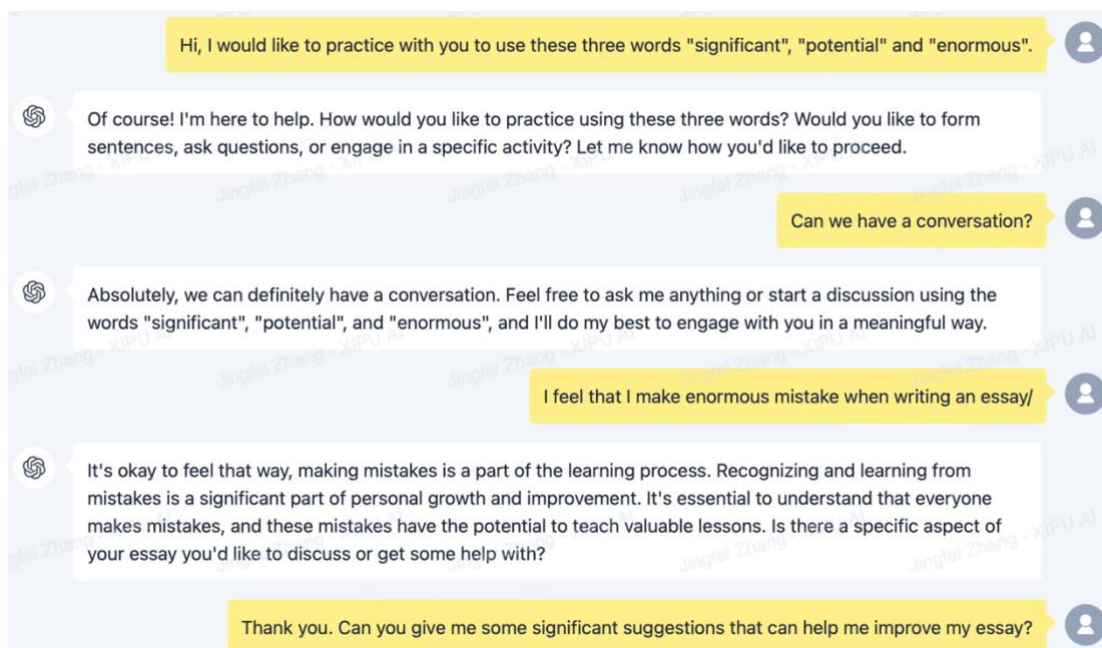 Hi, I would like to practice with you to use these three words "significant", "potential" and "enormous".
Of course! I'm here to help. How would you like to practice using these three words? Would you like to form
sentences, ask questions, or engage in a specific activity? Let me know how you'd like to proceed.
Can we have a conversation?
Absolutely, we can definitely have a conversation. Feel free to ask me anything or start a discussion using the
words "significant", "potential", and "enormous", and I'll do my best to engage with you in a meaningful way.
I feel that I make enormous mistake when writing an essay/
It's okay to feel that way, making mistakes is a part of the learning process. Recognizing and learning from
mistakes is a significant part of personal growth and improvement. It's essential to understand that everyone
makes mistakes, and these mistakes have the potential to teach valuable lessons. Is there a specific aspect of
your essay you'd like to discuss or get some help with?
Thank you. Can you give me some significant suggestions that can help me improve my essay?